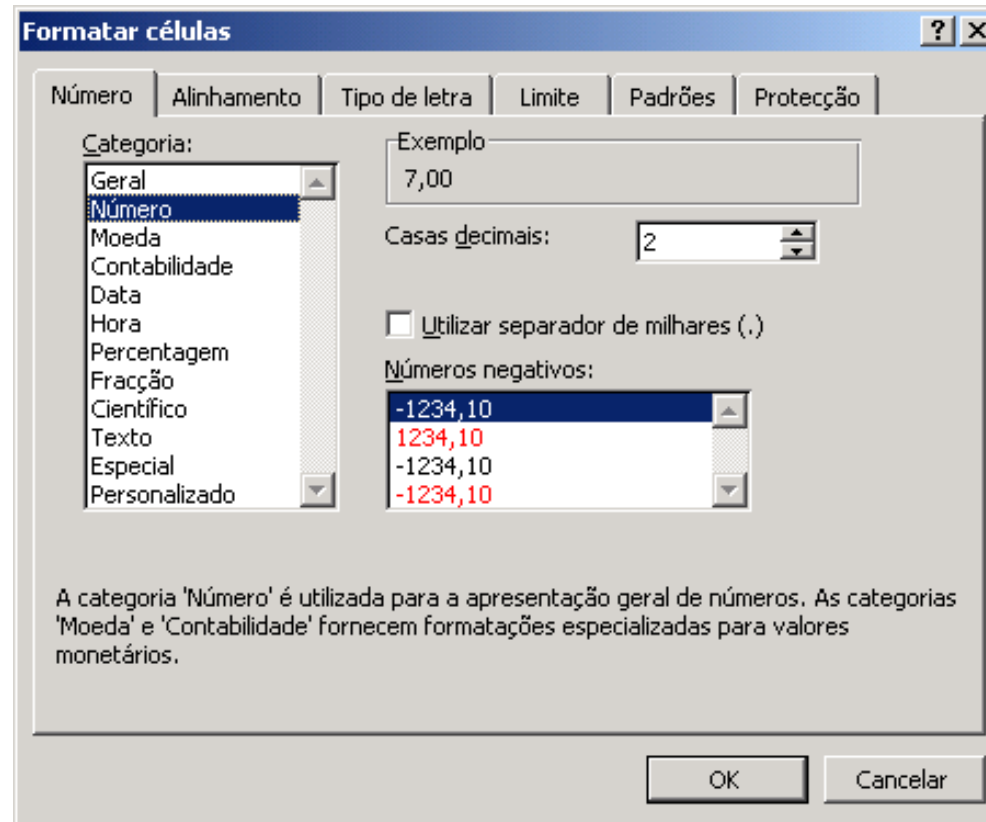 Formatar células
Número Alinhamento Tipo de letra Limite Padrões Protecção
Categoria:
Geral
Número
Moeda
Contabilidade
Data
Hora
Percentagem
Fracção
Científico
Texto
Especial
Personalizado
Exemplo
7,00
Casas decimais: 2
Utilizar separador de milhares (.)
Números negativos:
-1234,10
1234,10
-1234,10
-1234,10
A categoria 'Número' é utilizada para a apresentação geral de números. As categorias
'Moeda' e 'Contabilidade' fornecem formatações especializadas para valores
monetários.
OK Cancelar